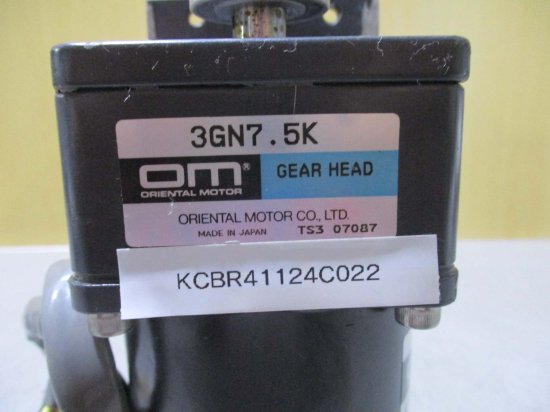 3GN7.5K
OM®
ORIENTAL MOTOR
GEAR HEAD
ORIENTAL MOTOR CO., LTD.
MADE IN JAPAN TS3 07087
KCBR41124C022